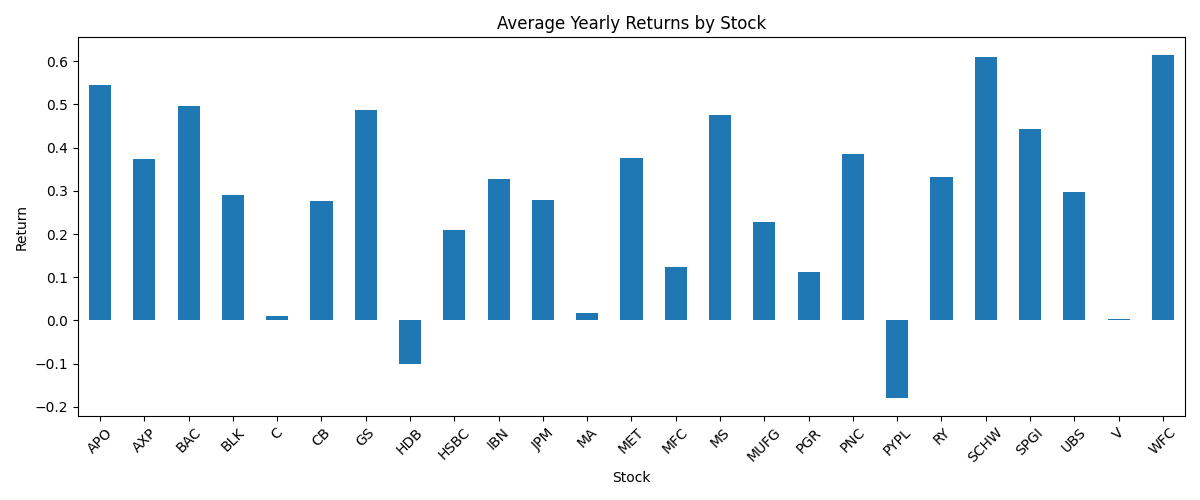 Average Yearly Returns by Stock
0.6
0.5
0.4
0.3
0.2
0.1
0.0
−0.1
−0.2
Return
APO AXP BAC BLK C CB GS HDB HSBC IBN JPM MA MET MFC MS MUFG PGR PNC PYPL RY SCHW SPGI UBS V WFC
Stock